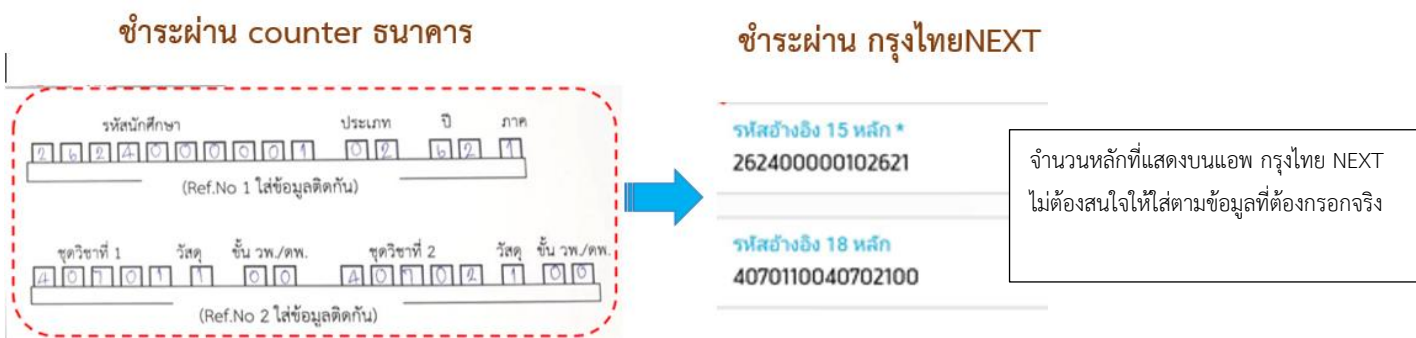 ชำระผ่าน counter ธนาคาร
รหัสนักศึกษา ประเภท ปี ภาค
2 6 2 4 0 0 0 0 0 1 0 2 6 2 1
(Ref.No 1 ใส่ข้อมูลติดกัน)
ชุดวิชาที่ 1 วัสดุ ขั้น วพ./ดพ. ชุดวิชาที่ 2 วัสดุ ขั้น วพ./ดพ.
4 0 7 0 1 1 0 0 4 0 7 0 2 1 0 0
(Ref.No 2 ใส่ข้อมูลติดกัน)
ชำระผ่าน กรุงไทยNEXT
รหัสอ้างอิง 15 หลัก *
262400000102621
รหัสอ้างอิง 18 หลัก
4070110040702100
จำนวนหลักที่แสดงบนแอพ กรุงไทย NEXT
ไม่ต้องสนใจให้ใส่ตามข้อมูลที่ต้องกรอกจริง